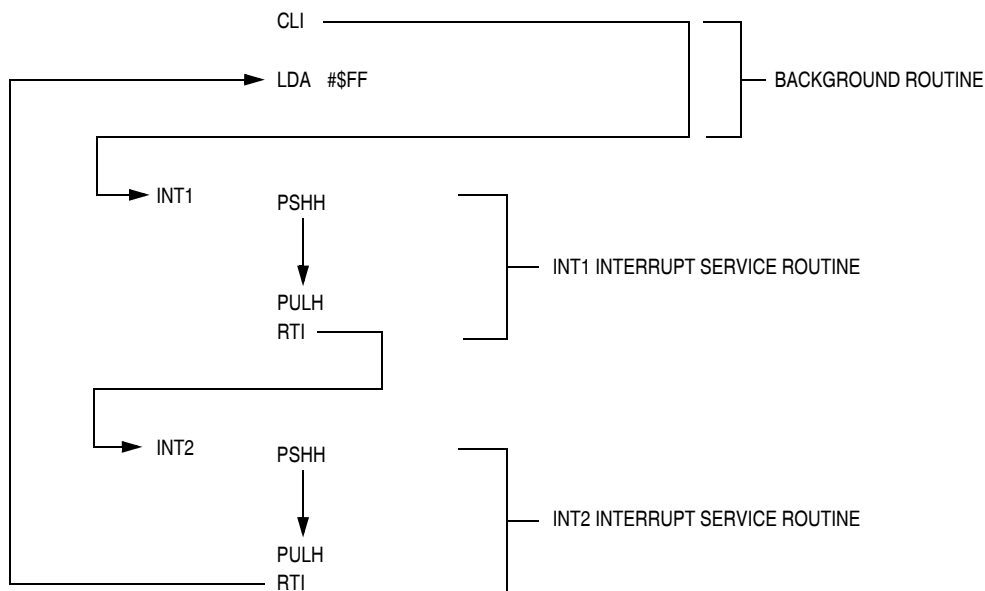 CLI
LDA #$FF
BACKGROUND ROUTINE
INT1
PSHH
INT1 INTERRUPT SERVICE ROUTINE
PULH
RTI
INT2
PSHH
INT2 INTERRUPT SERVICE ROUTINE
PULH
RTI